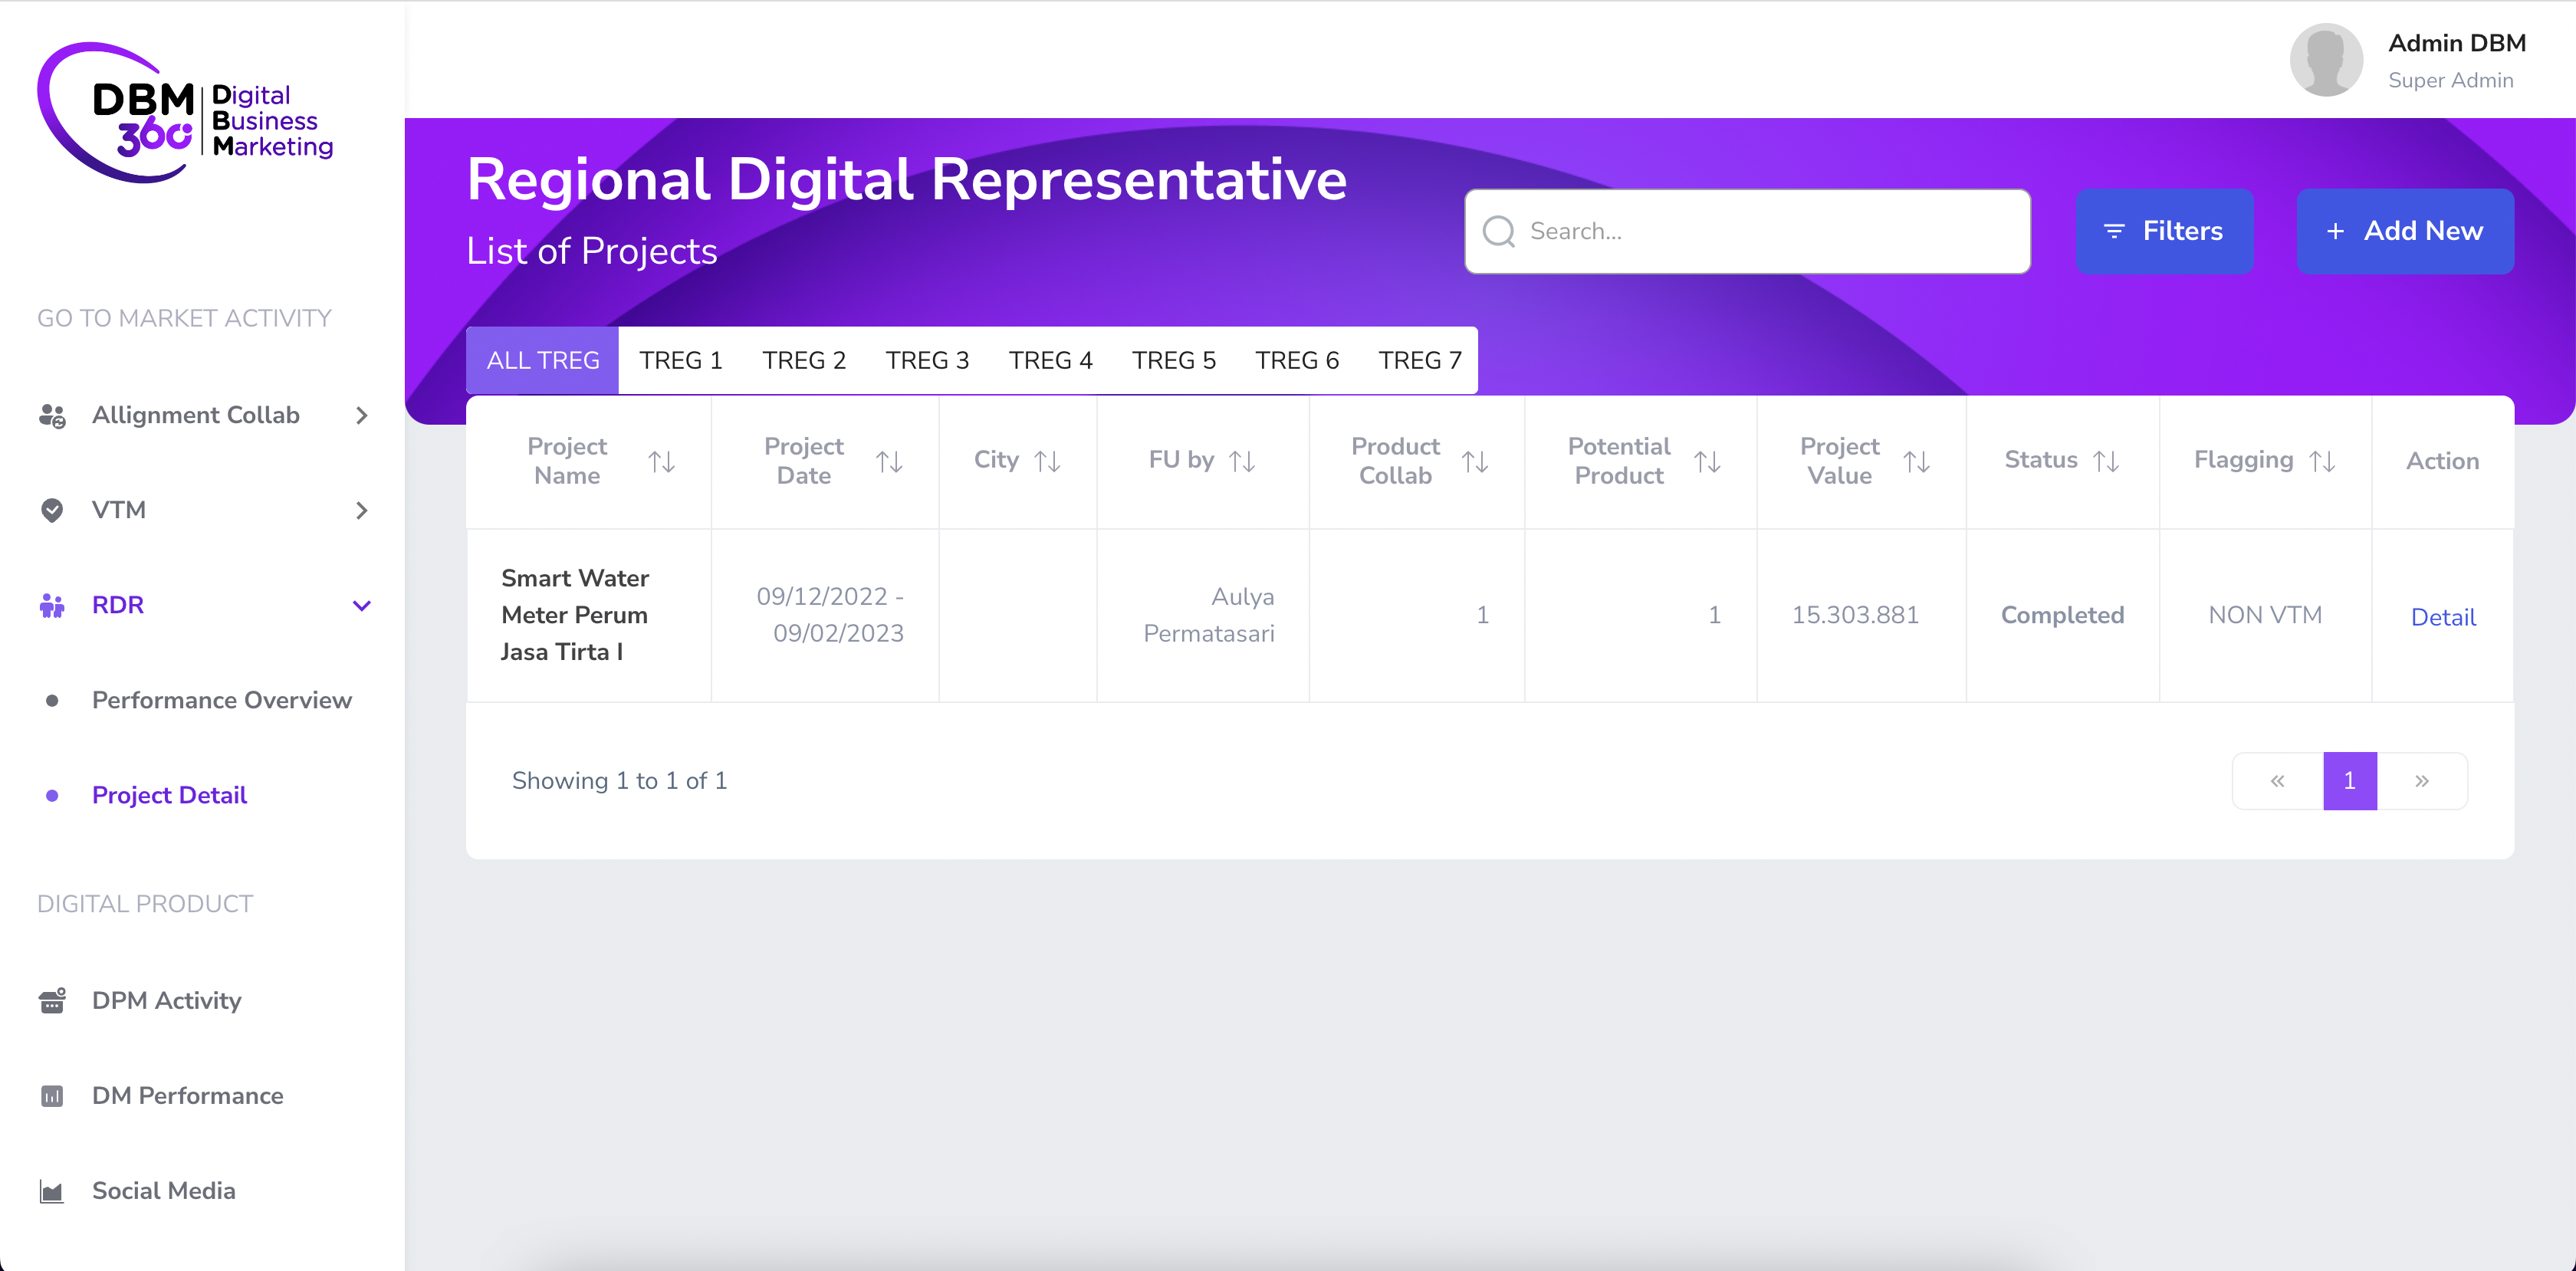 DBM
360
Digital
Business
Marketing
GO TO MARKET ACTIVITY
Allignment Collab
VTM
RDR
Performance Overview
Project Detail
DIGITAL PRODUCT
DPM Activity
DM Performance
Social Media
Admin DBM
Super Admin
Regional Digital Representative
List of Projects
Search...
Filters
+ Add New
ALL TREG TREG 1 TREG 2 TREG 3 TREG 4 TREG 5 TREG 6 TREG 7
Project Name
Project Date
City
FU by
Product Collab
Potential Product
Project Value
Status
Flagging
Action
Smart Water
Meter Perum
Jasa Tirta I
09/12/2022 -
09/02/2023
Aulya
Permatasari
1
1
15.303.881
Completed
NON VTM
Detail
Showing 1 to 1 of 1
« 1 »